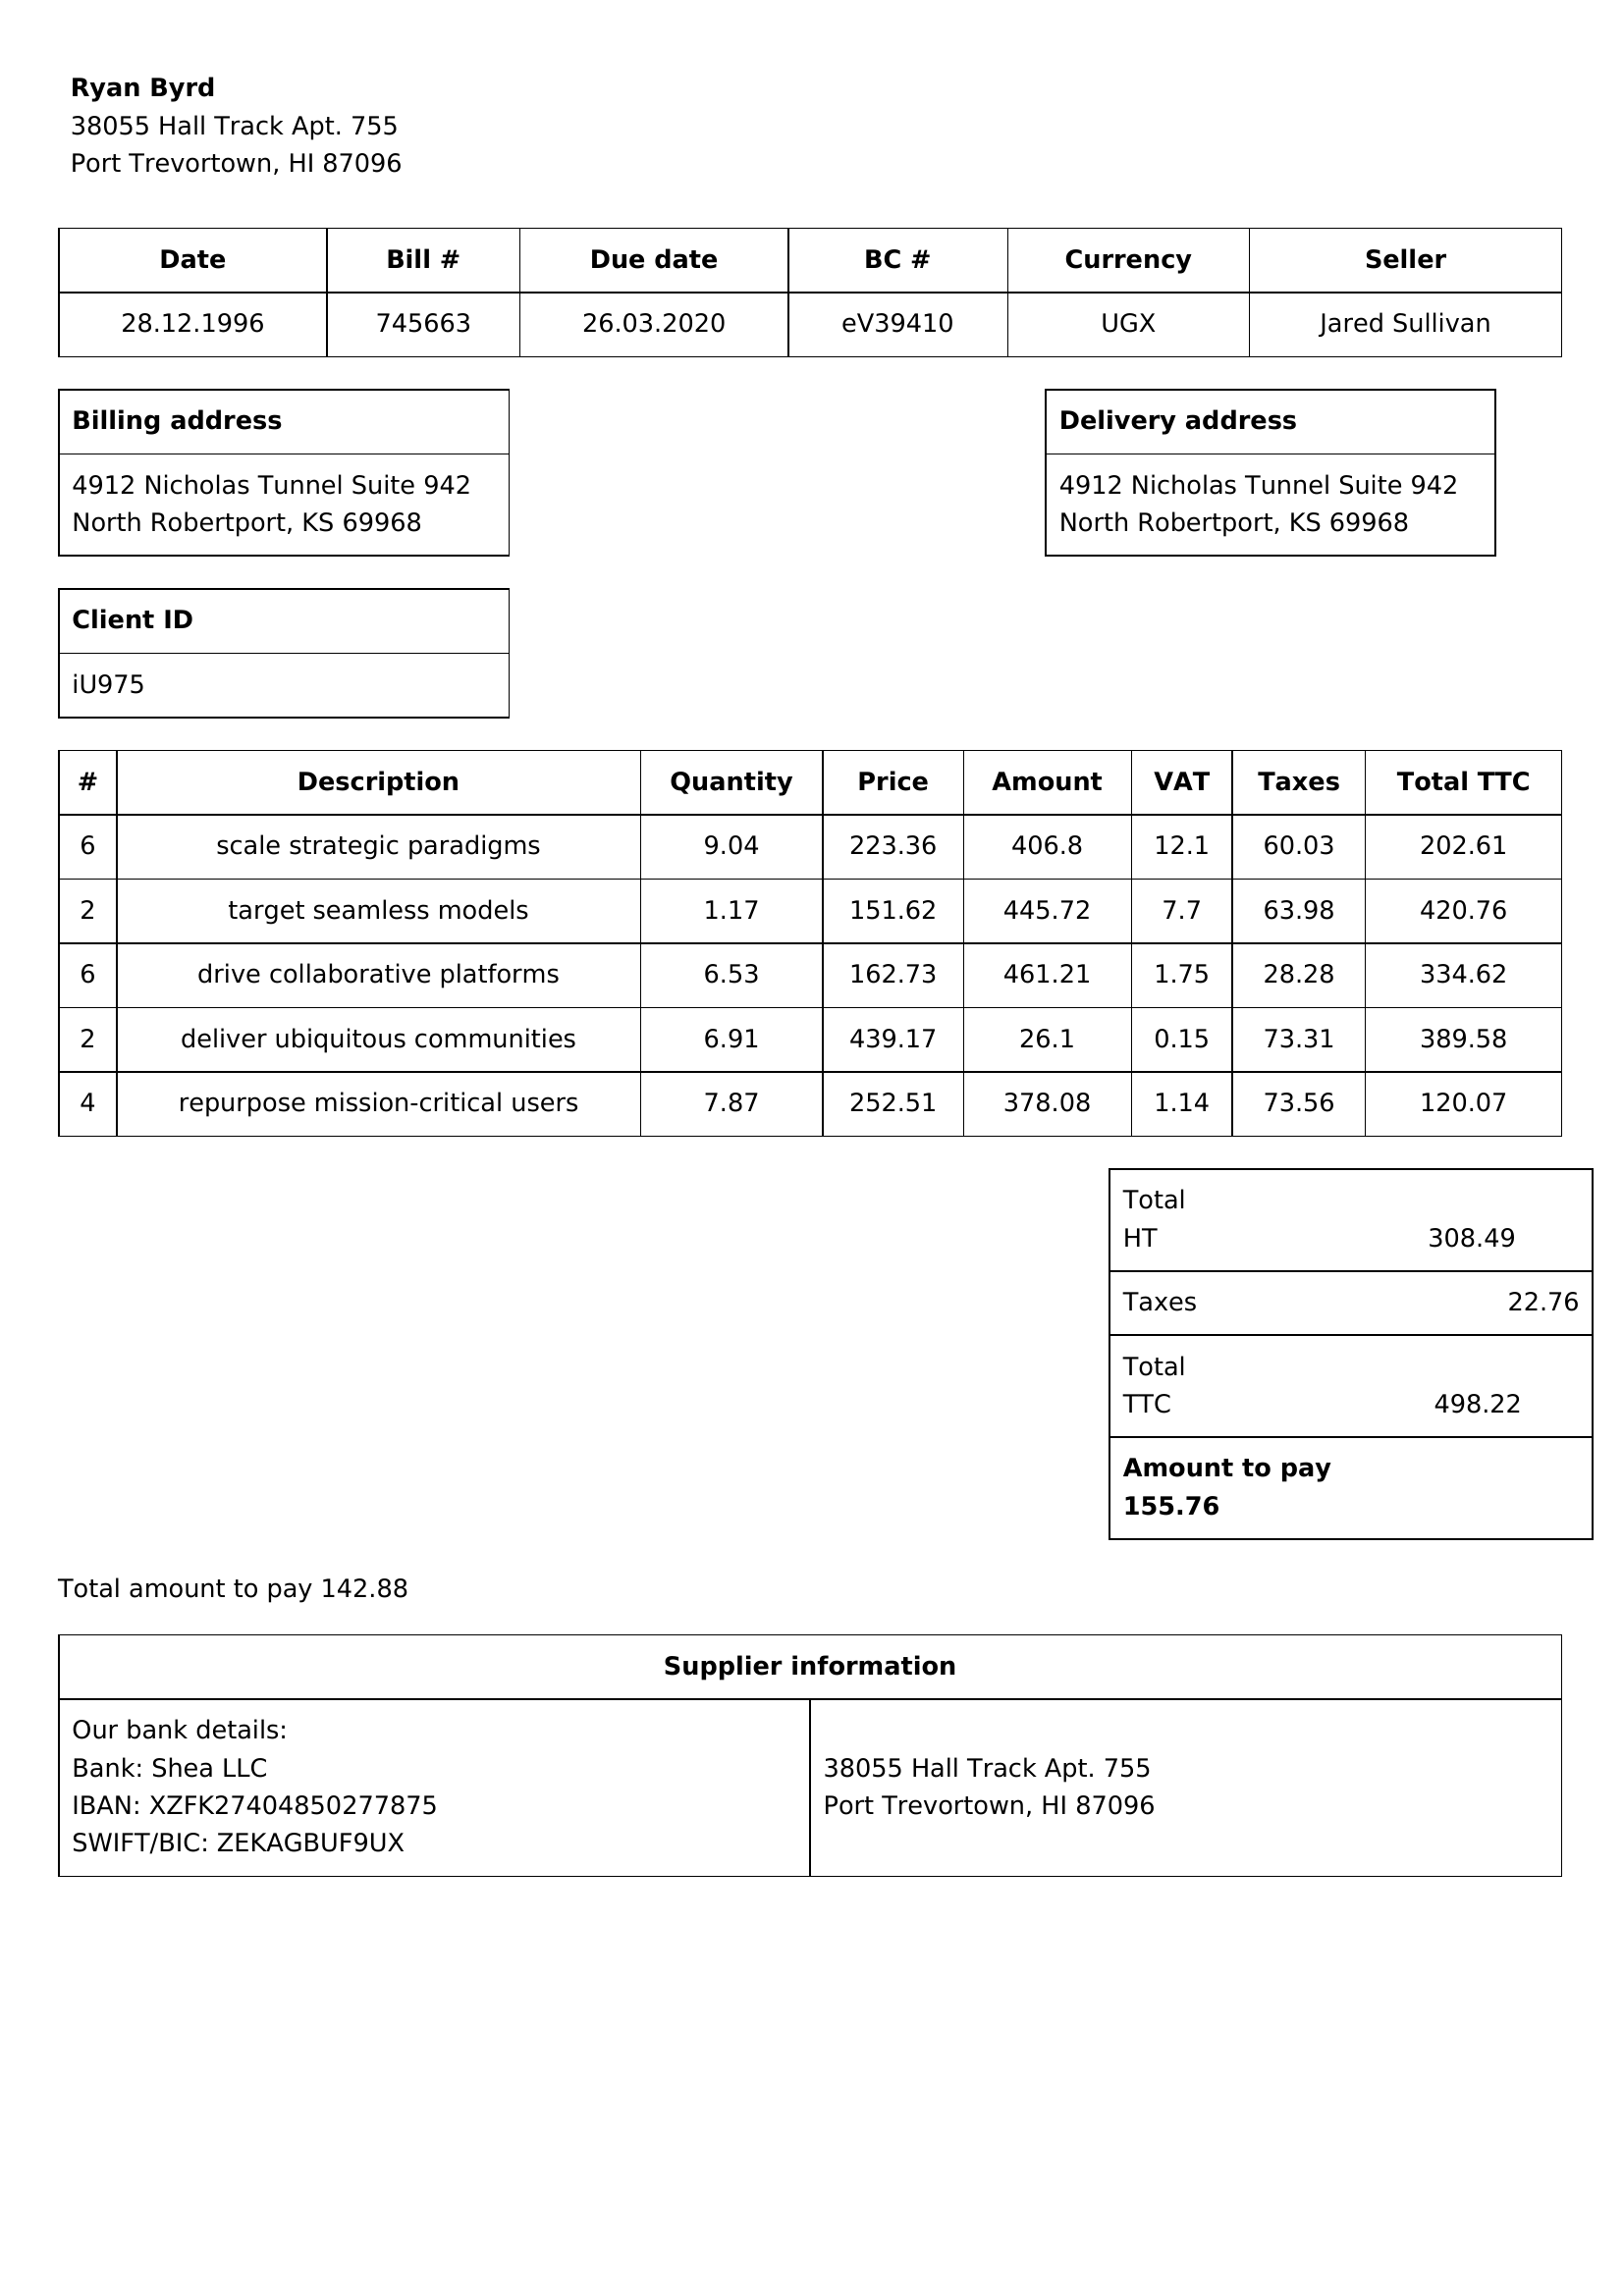 Ryan Byrd
38055 Hall Track Apt. 755
Port Trevortown, HI 87096
Date Bill # Due date BC # Currency Seller
28.12.1996 745663 26.03.2020 eV39410 UGX Jared Sullivan
Billing address
4912 Nicholas Tunnel Suite 942
North Robertport, KS 69968
Delivery address
4912 Nicholas Tunnel Suite 942
North Robertport, KS 69968
Client ID
iU975
# Description Quantity Price Amount VAT Taxes Total TTC
6 scale strategic paradigms 9.04 223.36 406.8 12.1 60.03 202.61
2 target seamless models 1.17 151.62 445.72 7.7 63.98 420.76
6 drive collaborative platforms 6.53 162.73 461.21 1.75 28.28 334.62
2 deliver ubiquitous communities 6.91 439.17 26.1 0.15 73.31 389.58
4 repurpose mission-critical users 7.87 252.51 378.08 1.14 73.56 120.07
Total
HT 308.49
Taxes 22.76
Total
TTC 498.22
Amount to pay
155.76
Total amount to pay 142.88
Supplier information
Our bank details:
Bank: Shea LLC
IBAN: XZFK27404850277875
SWIFT/BIC: ZEKAGBUF9UX
38055 Hall Track Apt. 755
Port Trevortown, HI 87096